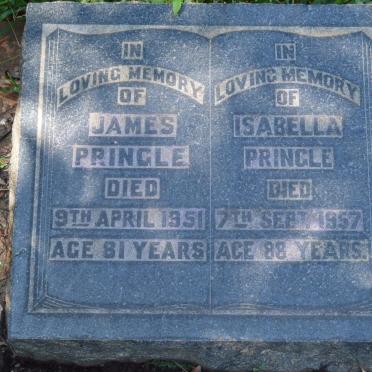 IN
LOVING MEMORY
OF
JAMES
PRINGLE
DIED
9TH APRIL 1951
AGE 81 YEARS
IN
LOVING MEMORY
OF
ISABELLA
PRINGLE
DIED
7TH SEPT. 1957
AGE 88 YEARS.